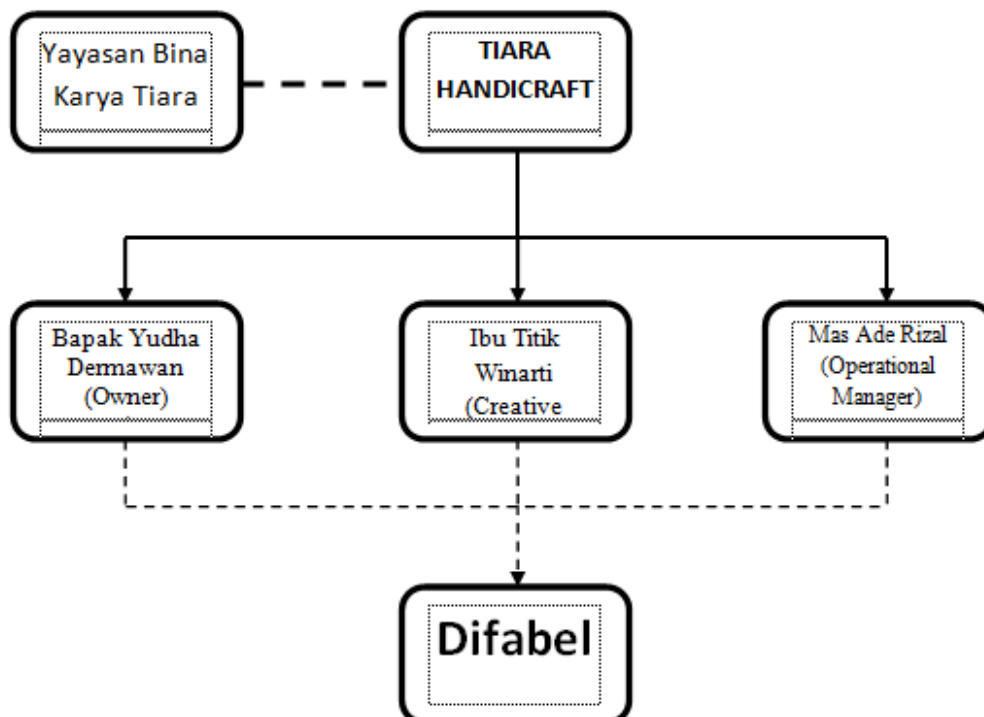 Yayasan Bina
Karya Tiara
TIARA
HANDICRAFT
Bapak Yudha
Dermawan
(Owner)
Ibu Titik
Winarti
(Creative
Mas Ade Rizal
(Operational
Manager)
Difabel